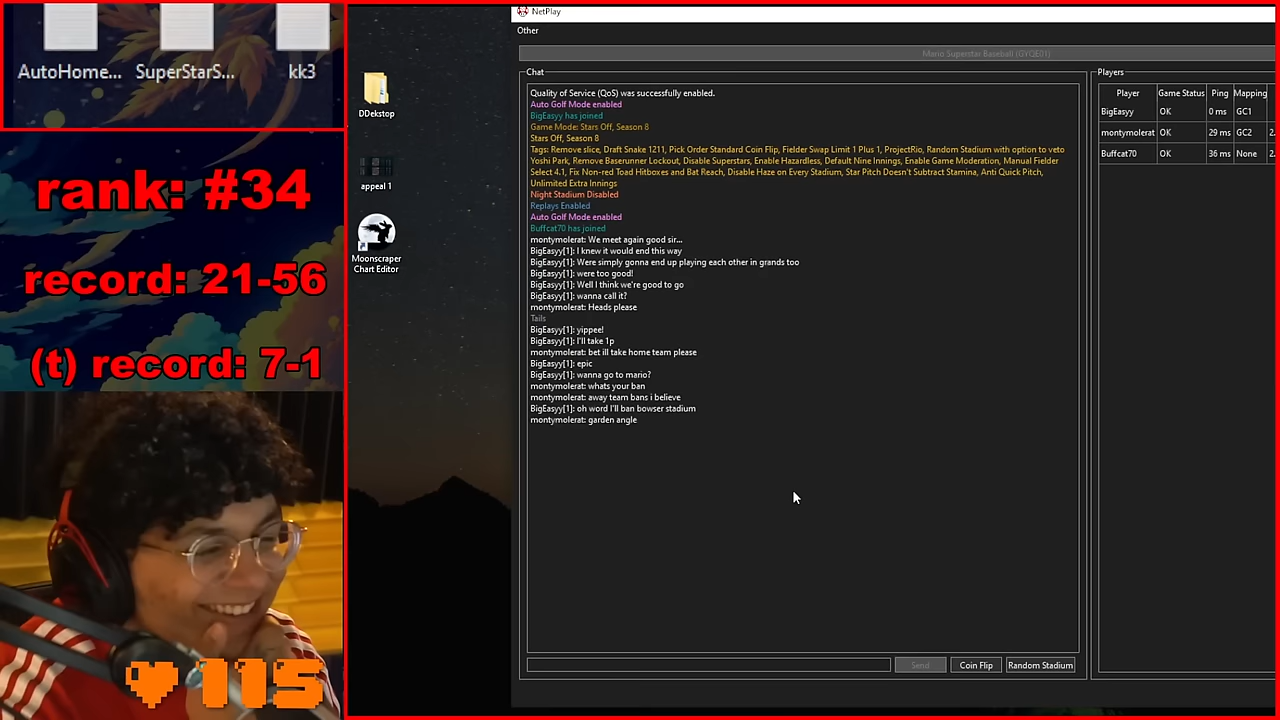 AutoHome... SuperStarS... kk3
rank: #34
record: 21-56
(t) record: 7-1
115
DDekstop
appeal 1
Moonscraper
Chart Editor
NetPlay
Other
Mario Superstar Baseball (GYQE01)
Chat
Quality of Service (QoS) was successfully enabled.
Auto Golf Mode enabled
BigEasyy has joined
Game Mode: Stars Off, Season 8
Stars Off, Season 8
Tags: Remove slice, Draft Snake 1211, Pick Order Standard Coin Flip, Fielder Swap Limit 1 Plus 1, ProjectRio, Random Stadium with option to veto
Yoshi Park, Remove Baserunner Lockout, Disable Superstars, Enable Hazardless, Default Nine Innings, Enable Game Moderation, Manual Fielder
Select 4.1, Fix Non-red Toad Hitboxes and Bat Reach, Disable Haze on Every Stadium, Star Pitch Doesn't Subtract Stamina, Anti Quick Pitch,
Unlimited Extra Innings
Night Stadium Disabled
Replays Enabled
Auto Golf Mode enabled
Buffcat70 has joined
montymolerat: We meet again good sir...
BigEasyy[1]: I knew it would end this way
BigEasyy[1]: Were simply gonna end up playing each other in grands too
BigEasyy[1]: were too good!
BigEasyy[1]: Well I think we're good to go
BigEasyy[1]: wanna call it?
montymolerat: Heads please
Tails
BigEasyy[1]: yippee!
BigEasyy[1]: I'll take 1p
montymolerat: bet ill take home team please
BigEasyy[1]: epic
BigEasyy[1]: wanna go to mario?
montymolerat: whats your ban
montymolerat: away team bans i believe
BigEasyy[1]: oh word I'll ban bowser stadium
montymolerat: garden angle
Send Coin Flip Random Stadium
Players
Player Game Status Ping Mapping
BigEasyy OK 0 ms GC1
montymolerat OK 29 ms GC2 2.
Buffcat70 OK 36 ms None 2.